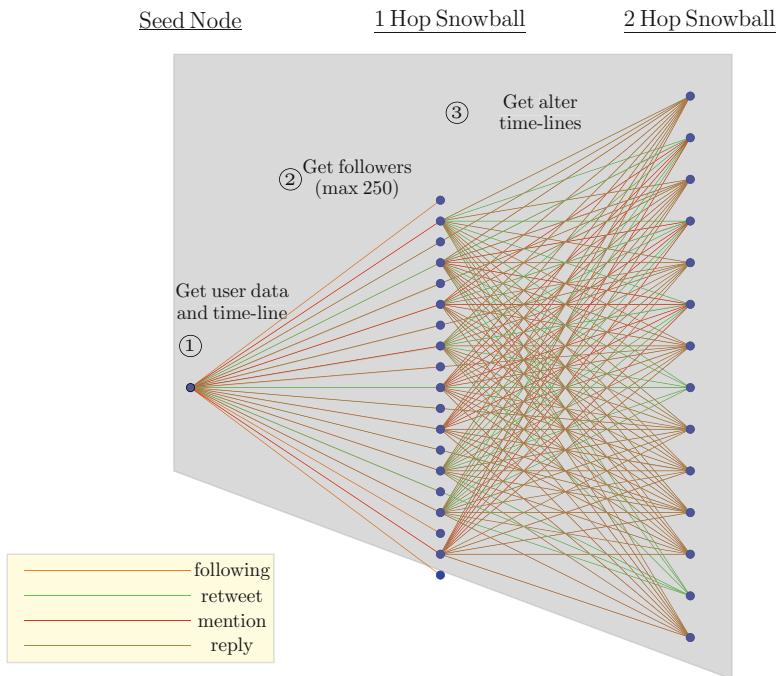 Seed Node
1 Hop Snowball
2 Hop Snowball
3
Get alter
time-lines
2
Get followers
(max 250)
Get user data
and time-line
1
following
retweet
mention
reply